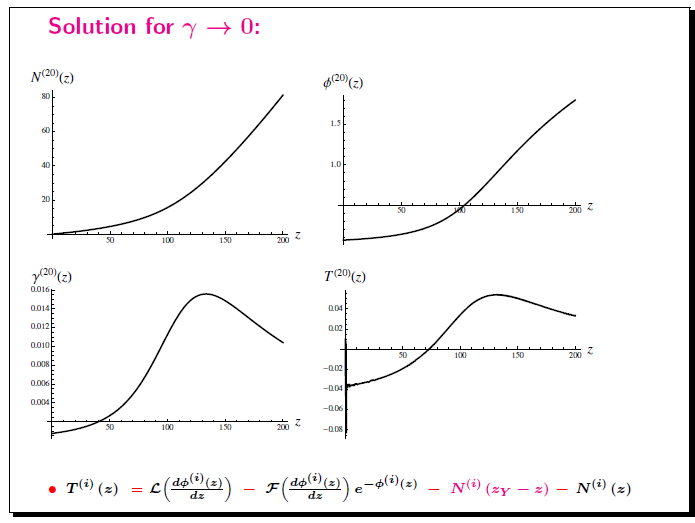 Solution for γ → 0:
N^(20)(z)
80
60
40
20
50 100 150 200 z
ϕ^(20)(z)
1.5
1.0
50 100 150 200 z
γ^(20)(z)
0.016
0.014
0.012
0.010
0.008
0.006
0.004
50 100 150 200 z
T^(20)(z)
0.04
0.02
50 100 150 200 z
−0.02
−0.04
−0.06
−0.08
• T^(i) (z) = ℒ(dϕ^(i)(z)/dz) − ℱ(dϕ^(i)(z)/dz) e^(−ϕ^(i)(z)) − N^(i) (z_Y − z) − N^(i) (z)